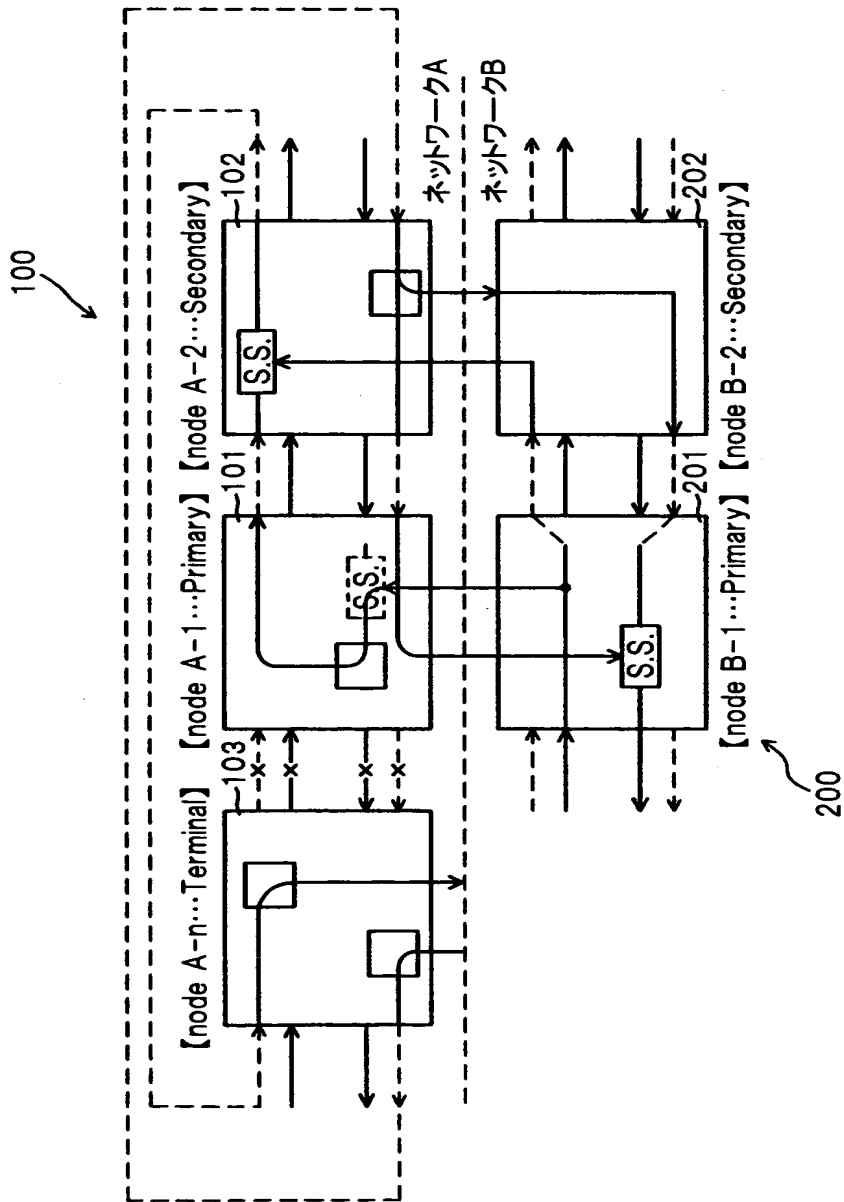 100
【node A-n…Terminal】
【node A-1…Primary】
【node A-2…Secondary】
103
101
102
S.S.
S.S.
ネットワークA
ネットワークB
S.S.
201
202
【node B-1…Primary】
【node B-2…Secondary】
200